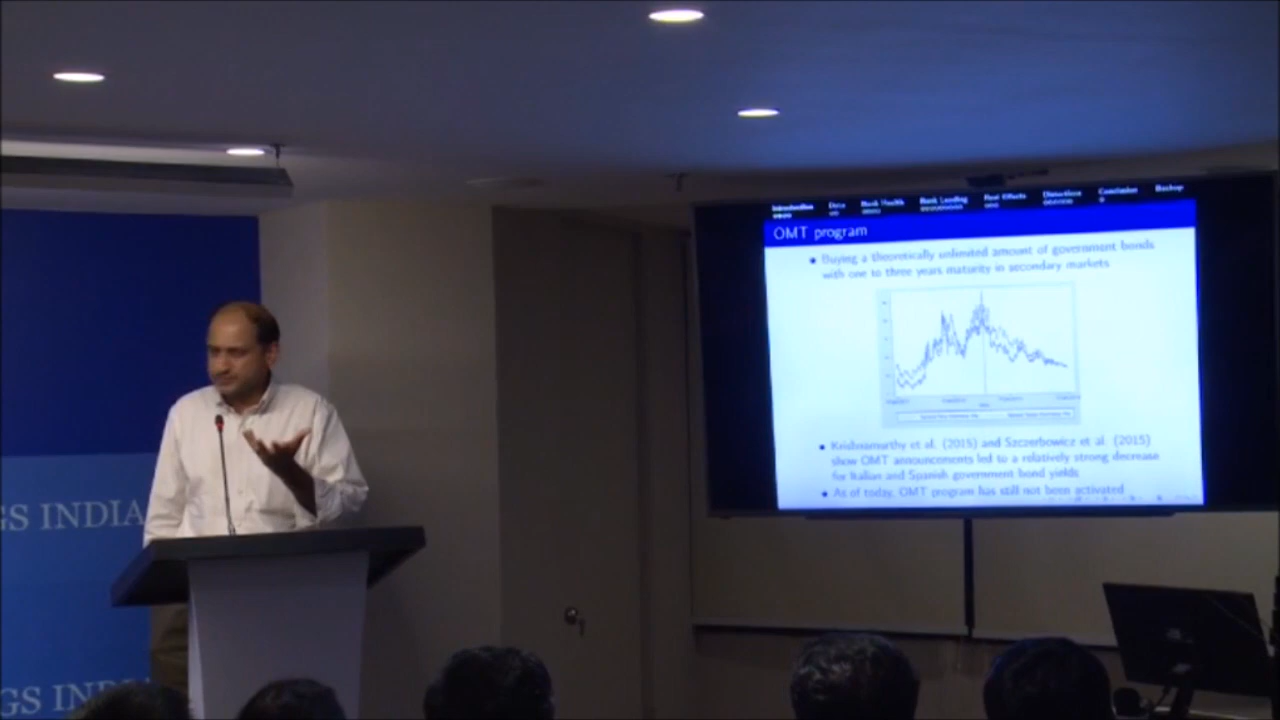 GS INDIA
GS IND
Introduction Data Bank Health Bank Lending Real Effects Distortions Conclusion Backup
OMT program
Buying a theoretically unlimited amount of government bonds
with one to three years maturity in secondary markets
Krishnamurthy et al. (2015) and Szczerbowicz et al. (2015)
show OMT announcements led to a relatively strong decrease
for Italian and Spanish government bond yields
As of today, OMT program has still not been activated